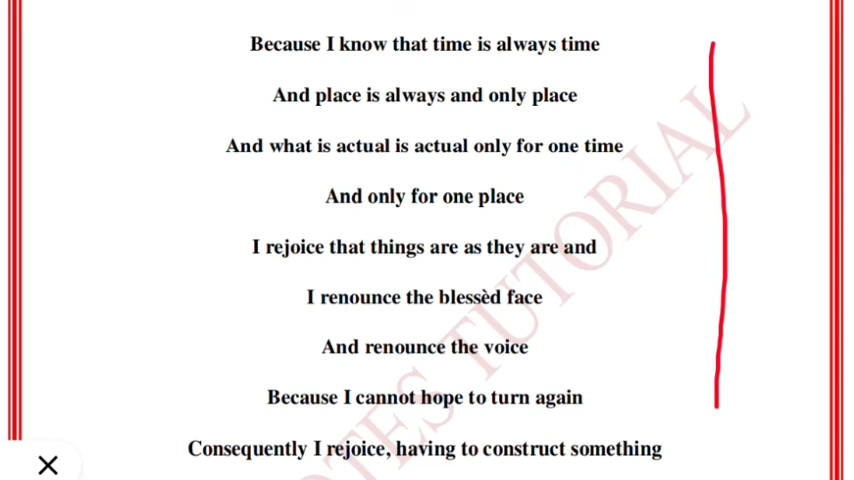 Because I know that time is always time
And place is always and only place
And what is actual is actual only for one time
And only for one place
I rejoice that things are as they are and
I renounce the blessèd face
And renounce the voice
Because I cannot hope to turn again
Consequently I rejoice, having to construct something
OTES TUTORIAL